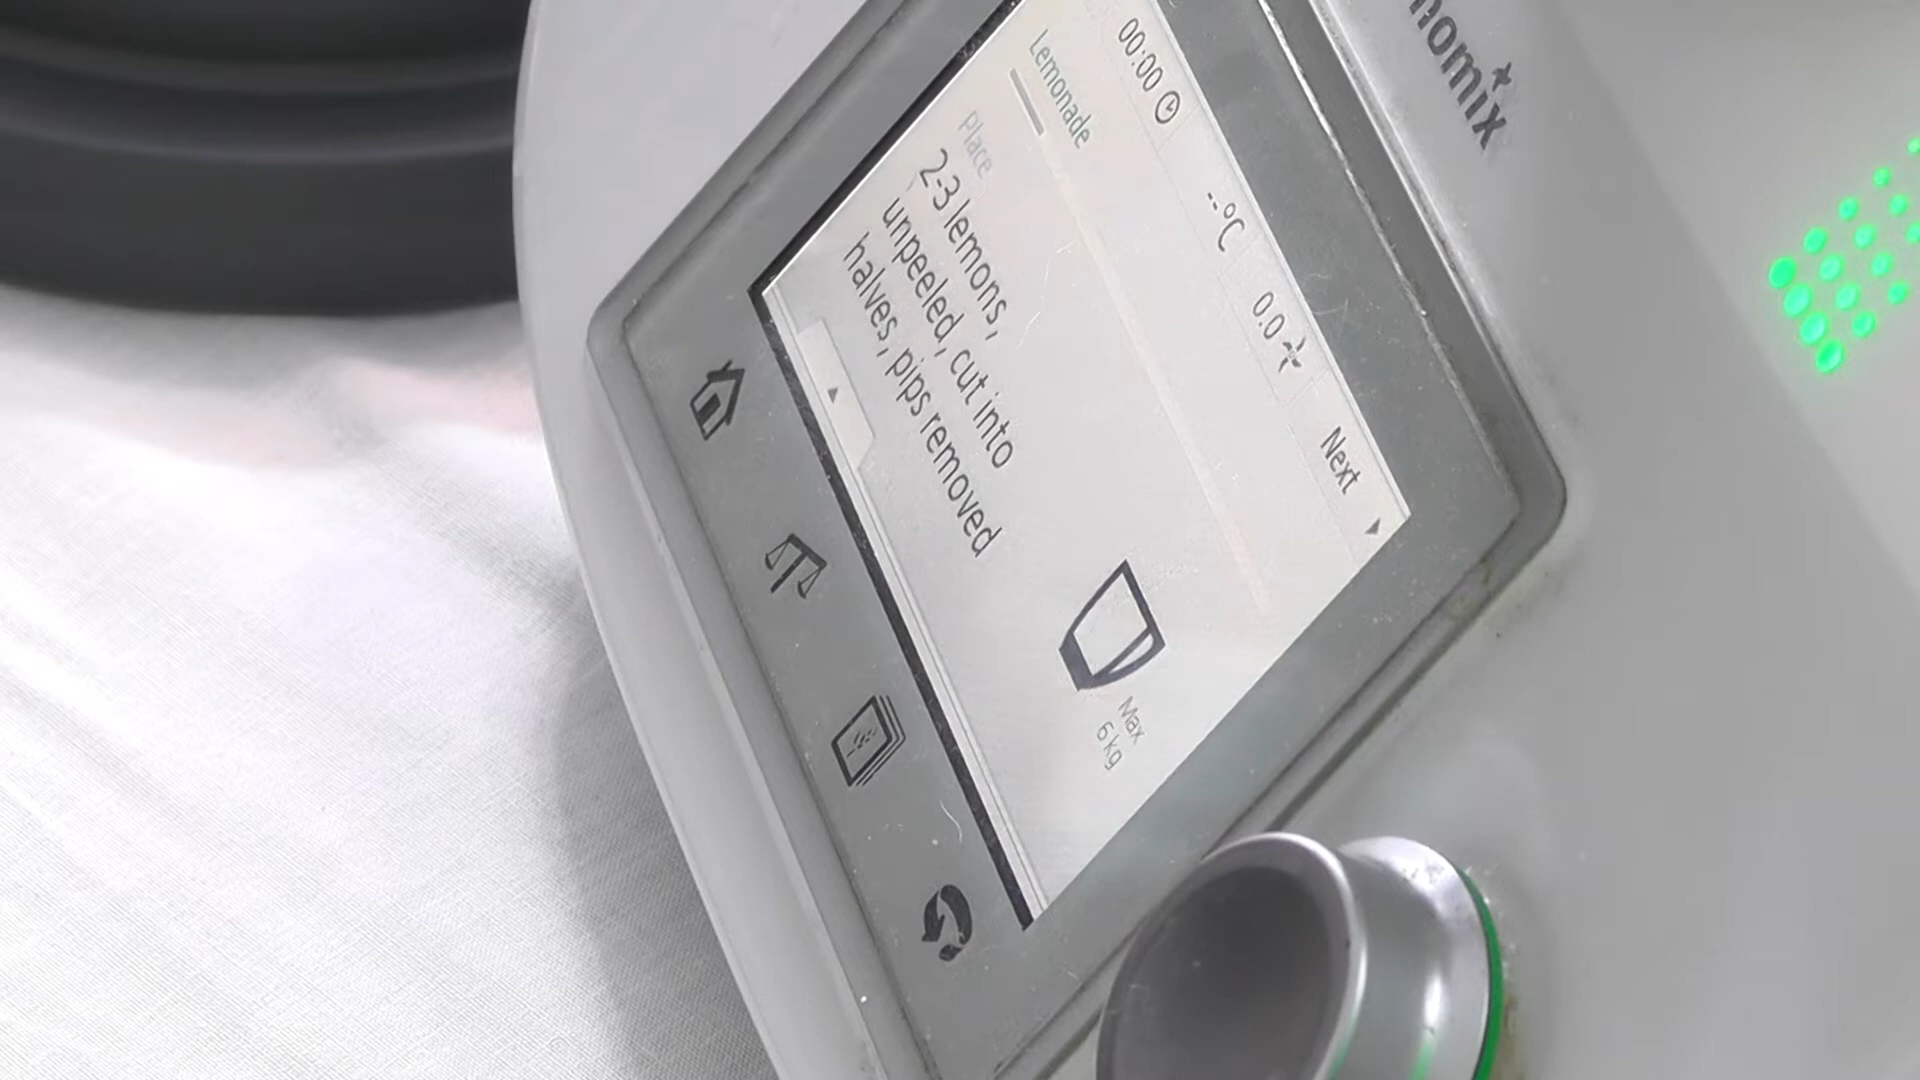 nomix
00:00
--°C
0.0
Next
Lemonade
Place
2-3 lemons,
unpeeled, cut into
halves, pips removed
Max
6 kg